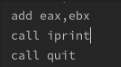 add eax,ebx
call iprint
call quit